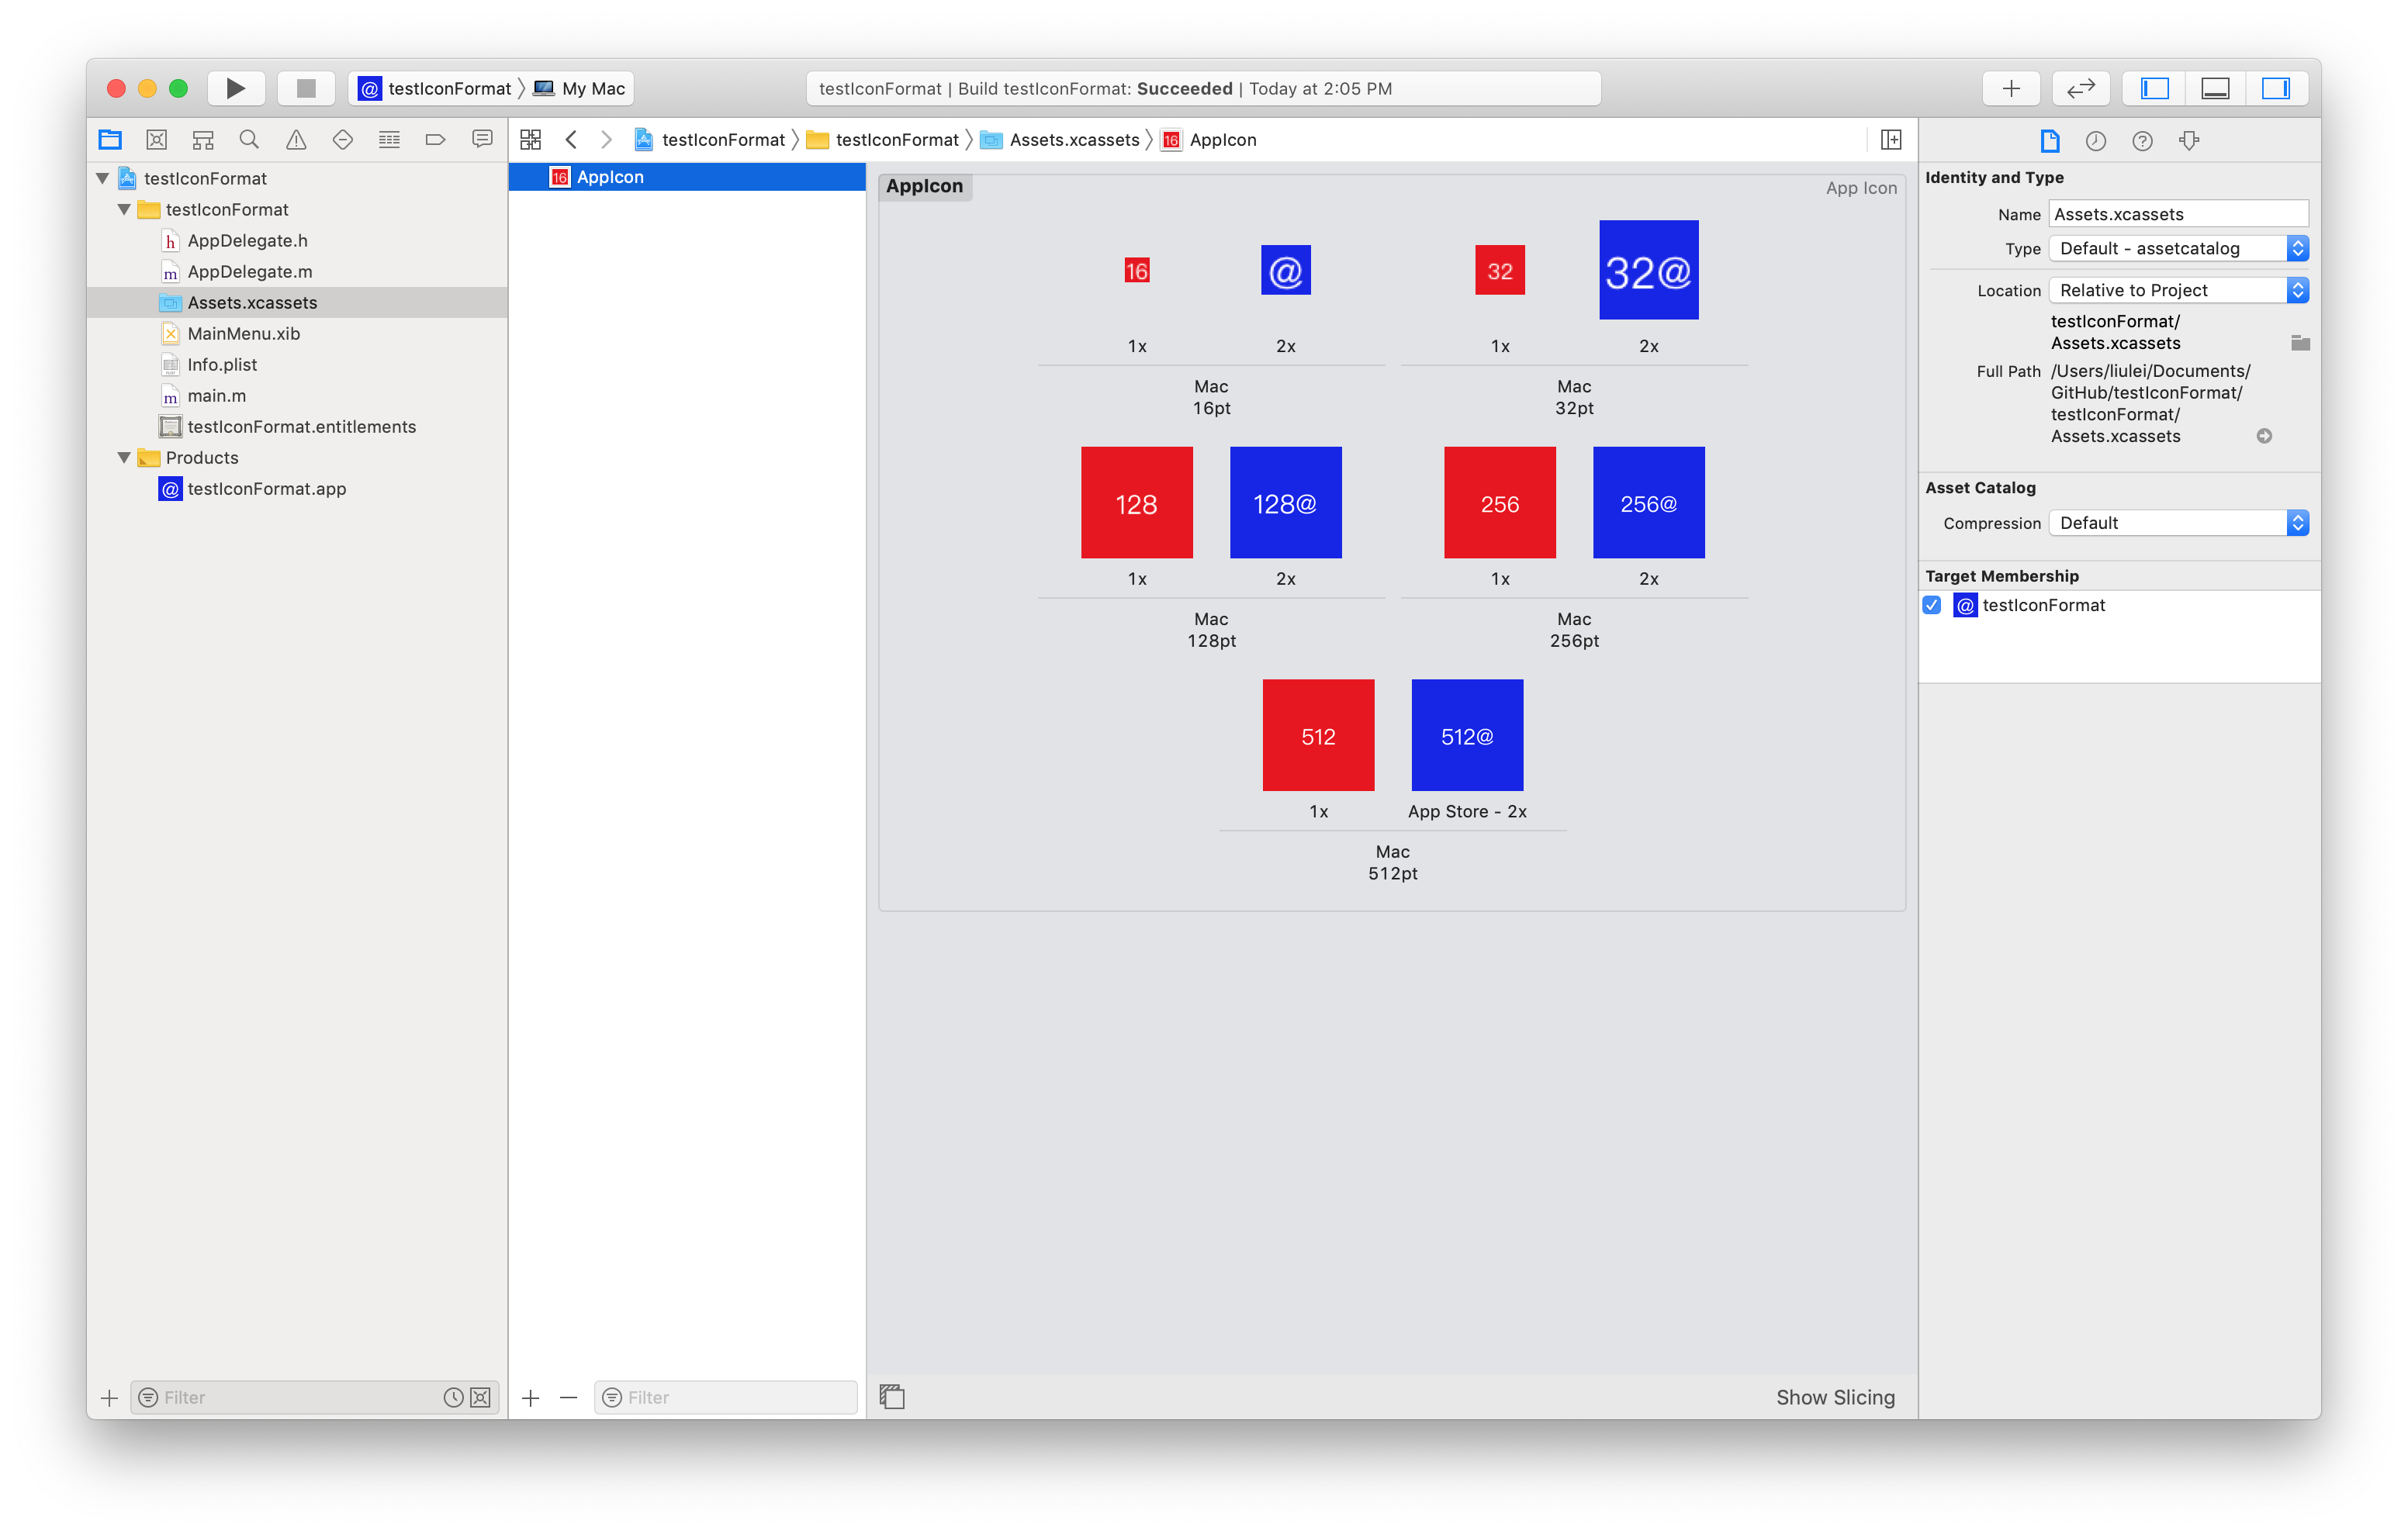 @ testIconFormat 〉 My Mac
testIconFormat | Build testIconFormat: Succeeded | Today at 2:05 PM
testIconFormat 〉 testIconFormat 〉 Assets.xcassets 〉 16 AppIcon
testIconFormat
testIconFormat
h AppDelegate.h
m AppDelegate.m
Assets.xcassets
MainMenu.xib
Info.plist
m main.m
testIconFormat.entitlements
Products
@ testIconFormat.app
Filter
16 AppIcon
Filter
AppIcon
App Icon
16 @ 32 32@
1x 2x 1x 2x
Mac Mac
16pt 32pt
128 128@ 256 256@
1x 2x 1x 2x
Mac Mac
128pt 256pt
512 512@
1x App Store - 2x
Mac
512pt
Show Slicing
Identity and Type
Name Assets.xcassets
Type Default - assetcatalog
Location Relative to Project
testIconFormat/
Assets.xcassets
Full Path /Users/liulei/Documents/
GitHub/testIconFormat/
testIconFormat/
Assets.xcassets
Asset Catalog
Compression Default
Target Membership
@ testIconFormat